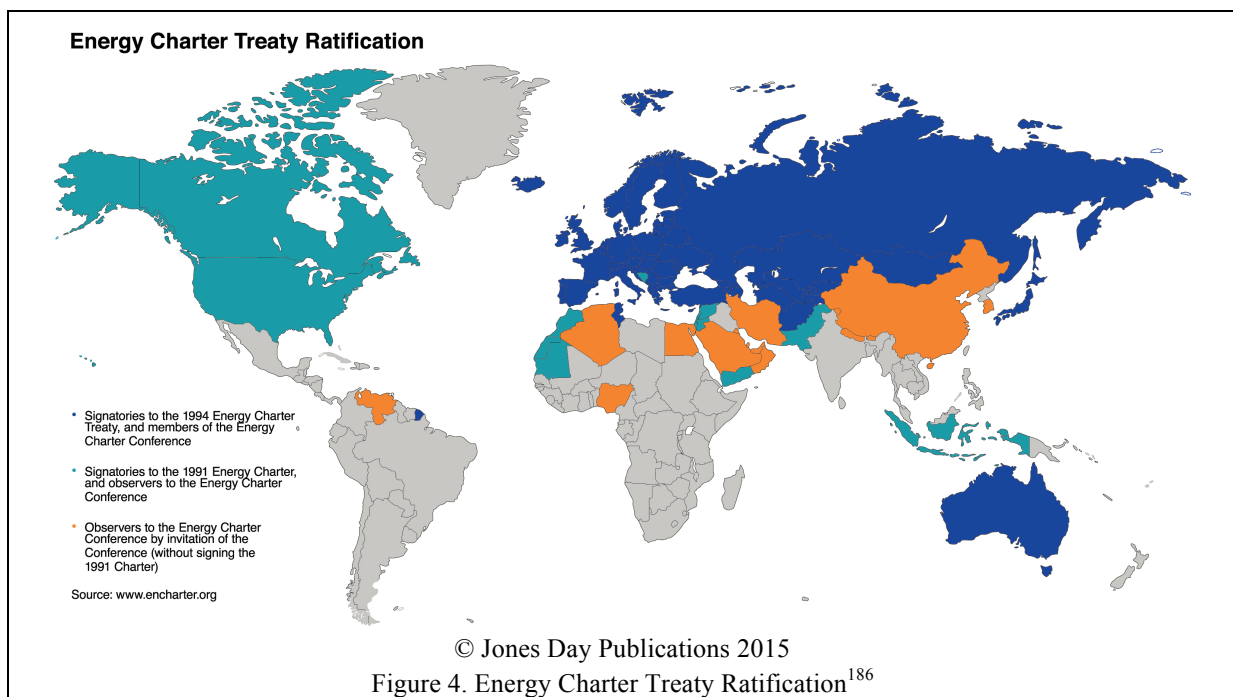 Energy Charter Treaty Ratification
• Signatories to the 1994 Energy Charter
Treaty, and members of the Energy
Charter Conference
• Signatories to the 1991 Energy Charter,
and observers to the Energy Charter
Conference
• Observers to the Energy Charter
Conference by invitation of the
Conference (without signing the
1991 Charter)
Source: www.encharter.org
© Jones Day Publications 2015
Figure 4. Energy Charter Treaty Ratification186